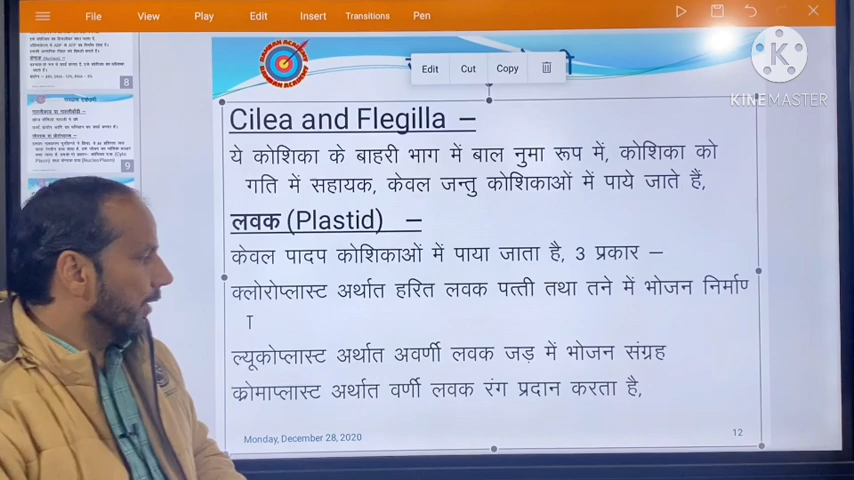 File View Play Edit Insert Transitions Pen
KINEMASTER
Edit Cut Copy
8
9
Cilea and Flegilla –
ये कोशिका के बाहरी भाग में बाल नुमा रूप में, कोशिका को
गति में सहायक, केवल जन्तु कोशिकाओं में पाये जाते हैं,
लवक (Plastid) –
केवल पादप कोशिकाओं में पाया जाता है, 3 प्रकार –
क्लोरोप्लास्ट अर्थात हरित लवक पत्ती तथा तने में भोजन निर्माण
ा
ल्यूकोप्लास्ट अर्थात अवर्णी लवक जड़ में भोजन संग्रह
क्रोमाप्लास्ट अर्थात वर्णी लवक रंग प्रदान करता है,
Monday, December 28, 2020
12